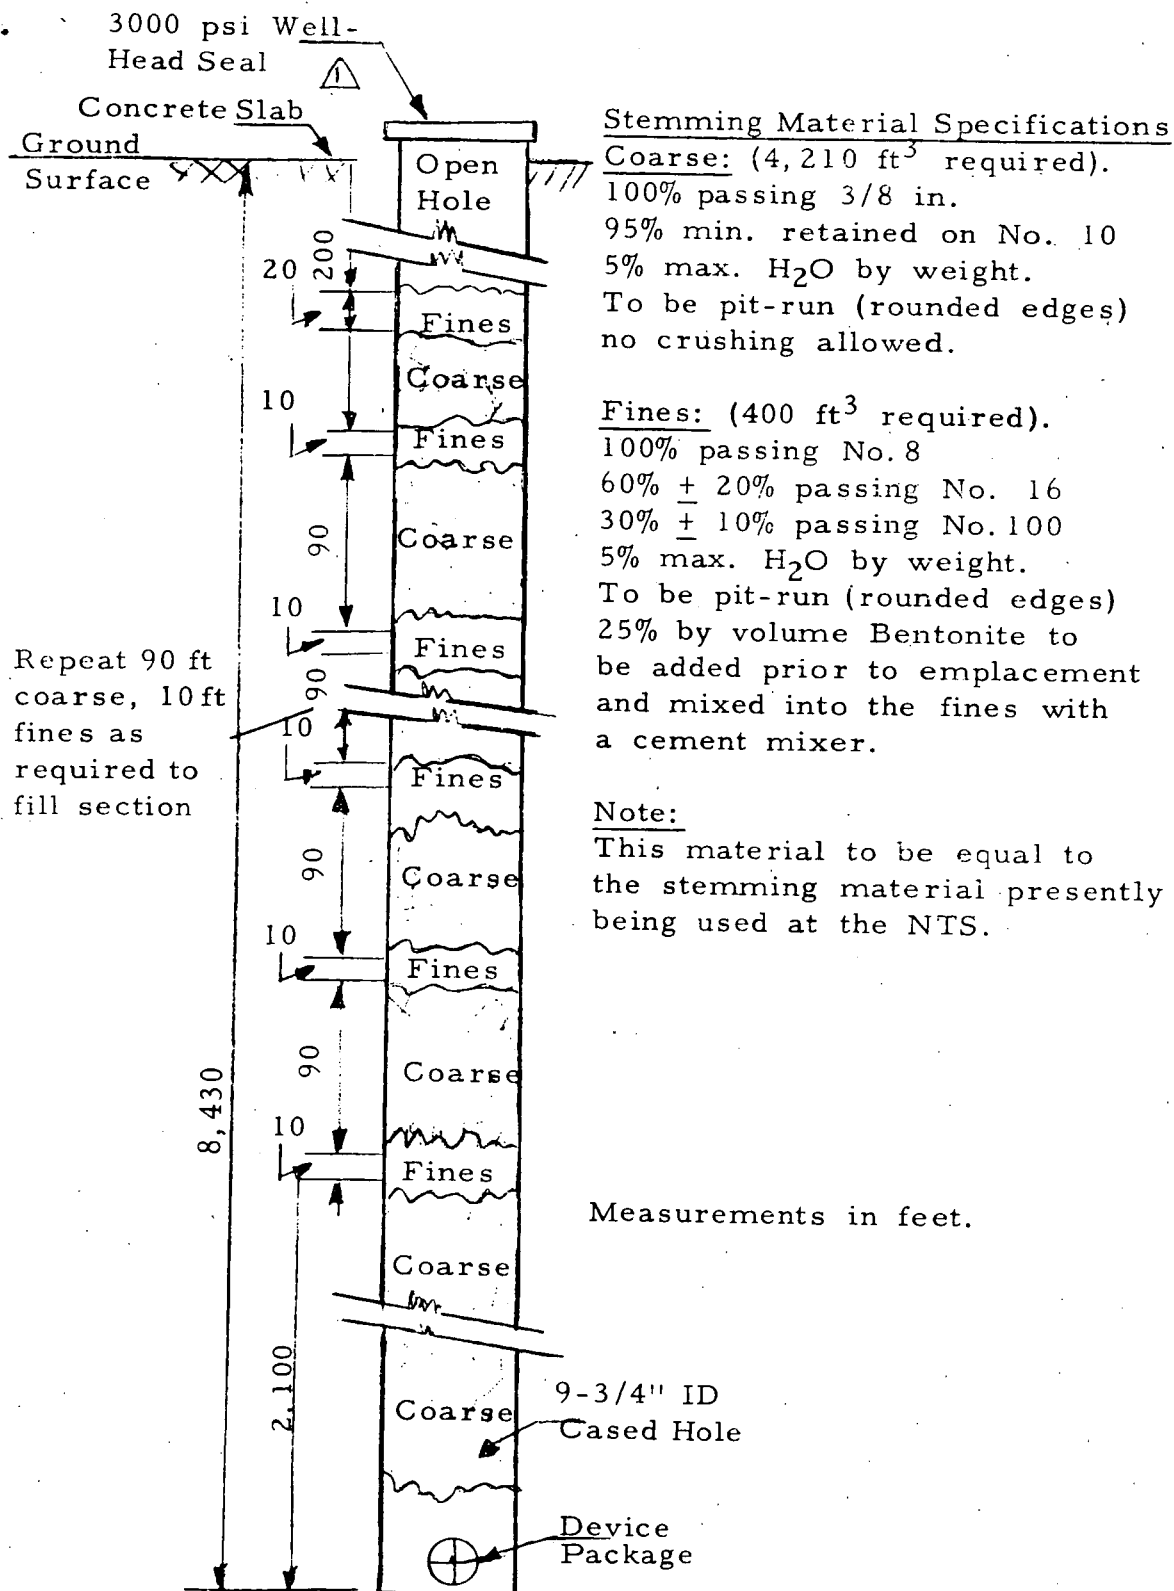 3000 psi Well-
Head Seal
1
Concrete Slab
Ground
Surface
Open
Hole
200
20
Fines
Coarse
10
Fines
90
Coarse
10
Fines
90
Repeat 90 ft
coarse, 10 ft
fines as
required to
fill section
10
Fines
90
Coarse
10
Fines
90
Coarse
8,430
10
Fines
Coarse
2,100
Coarse
9-3/4" ID
Cased Hole
Device
Package
Stemming Material Specifications
Coarse: (4,210 ft³ required).
100% passing 3/8 in.
95% min. retained on No. 10
5% max. H₂O by weight.
To be pit-run (rounded edges)
no crushing allowed.
Fines: (400 ft³ required).
100% passing No. 8
60% ± 20% passing No. 16
30% ± 10% passing No. 100
5% max. H₂O by weight.
To be pit-run (rounded edges)
25% by volume Bentonite to
be added prior to emplacement
and mixed into the fines with
a cement mixer.
Note:
This material to be equal to
the stemming material presently
being used at the NTS.
Measurements in feet.